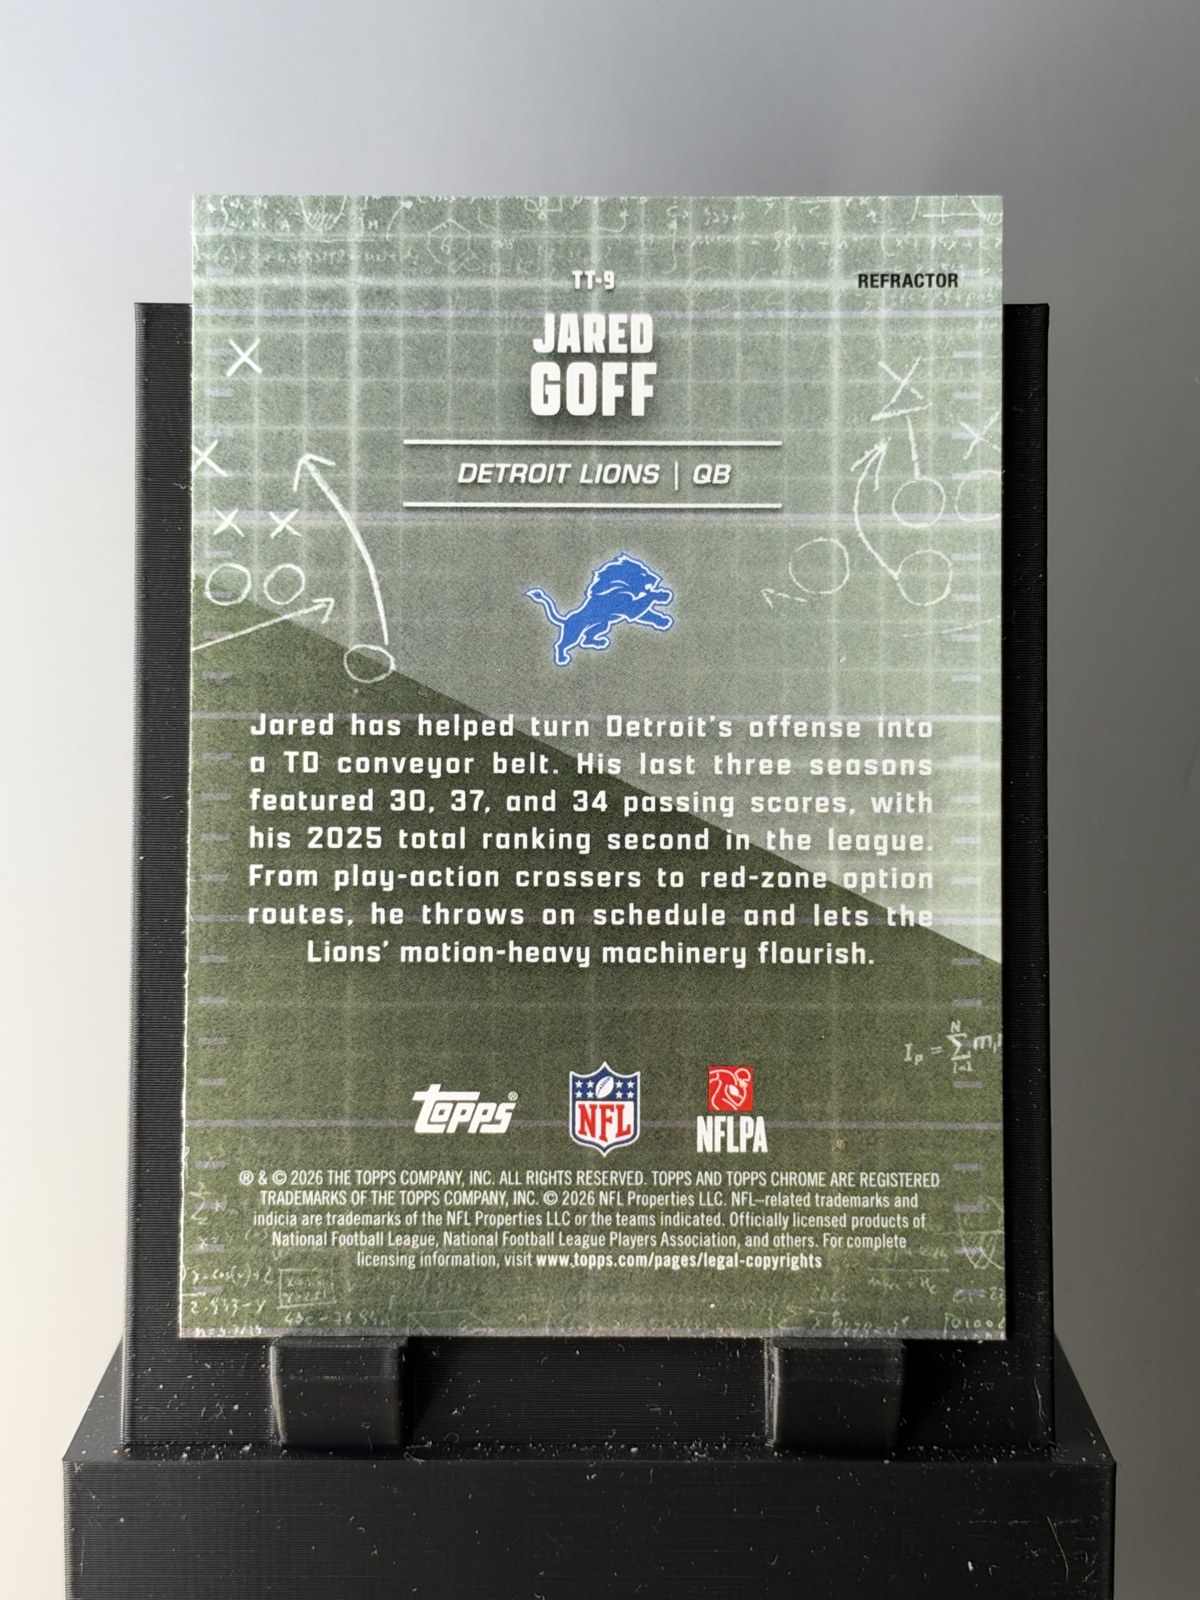 TT-9
REFRACTOR
JARED
GOFF
DETROIT LIONS | QB
Jared has helped turn Detroit's offense into
a TD conveyor belt. His last three seasons
featured 30, 37, and 34 passing scores, with
his 2025 total ranking second in the league.
From play-action crossers to red-zone option
routes, he throws on schedule and lets the
Lions' motion-heavy machinery flourish.
topps®
NFL
NFLPA
® & © 2026 THE TOPPS COMPANY, INC. ALL RIGHTS RESERVED. TOPPS AND TOPPS CHROME ARE REGISTERED
TRADEMARKS OF THE TOPPS COMPANY, INC. © 2026 NFL Properties LLC. NFL-related trademarks and
indicia are trademarks of the NFL Properties LLC or the teams indicated. Officially licensed products of
National Football League, National Football League Players Association, and others. For complete
licensing information, visit www.topps.com/pages/legal-copyrights